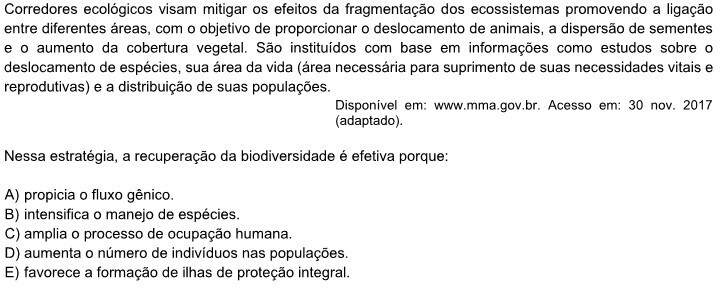 Corredores ecológicos visam mitigar os efeitos da fragmentação dos ecossistemas promovendo a ligação
entre diferentes áreas, com o objetivo de proporcionar o deslocamento de animais, a dispersão de sementes
e o aumento da cobertura vegetal. São instituídos com base em informações como estudos sobre o
deslocamento de espécies, sua área da vida (área necessária para suprimento de suas necessidades vitais e
reprodutivas) e a distribuição de suas populações.
Disponível em: www.mma.gov.br. Acesso em: 30 nov. 2017
(adaptado).
Nessa estratégia, a recuperação da biodiversidade é efetiva porque:
A) propicia o fluxo gênico.
B) intensifica o manejo de espécies.
C) amplia o processo de ocupação humana.
D) aumenta o número de indivíduos nas populações.
E) favorece a formação de ilhas de proteção integral.